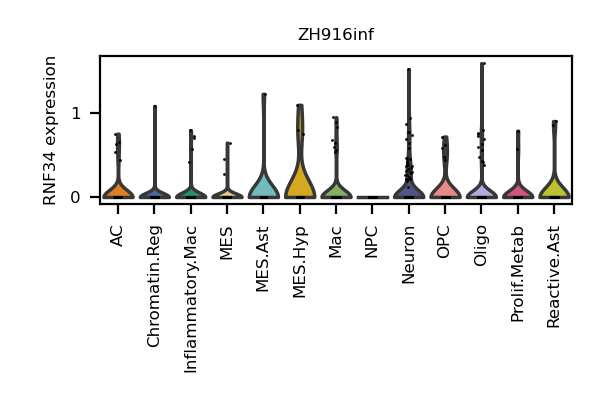 ZH916inf
RNF34 expression
1
0
AC
Chromatin.Reg
Inflammatory.Mac
MES
MES.Ast
MES.Hyp
Mac
NPC
Neuron
OPC
Oligo
Prolif.Metab
Reactive.Ast